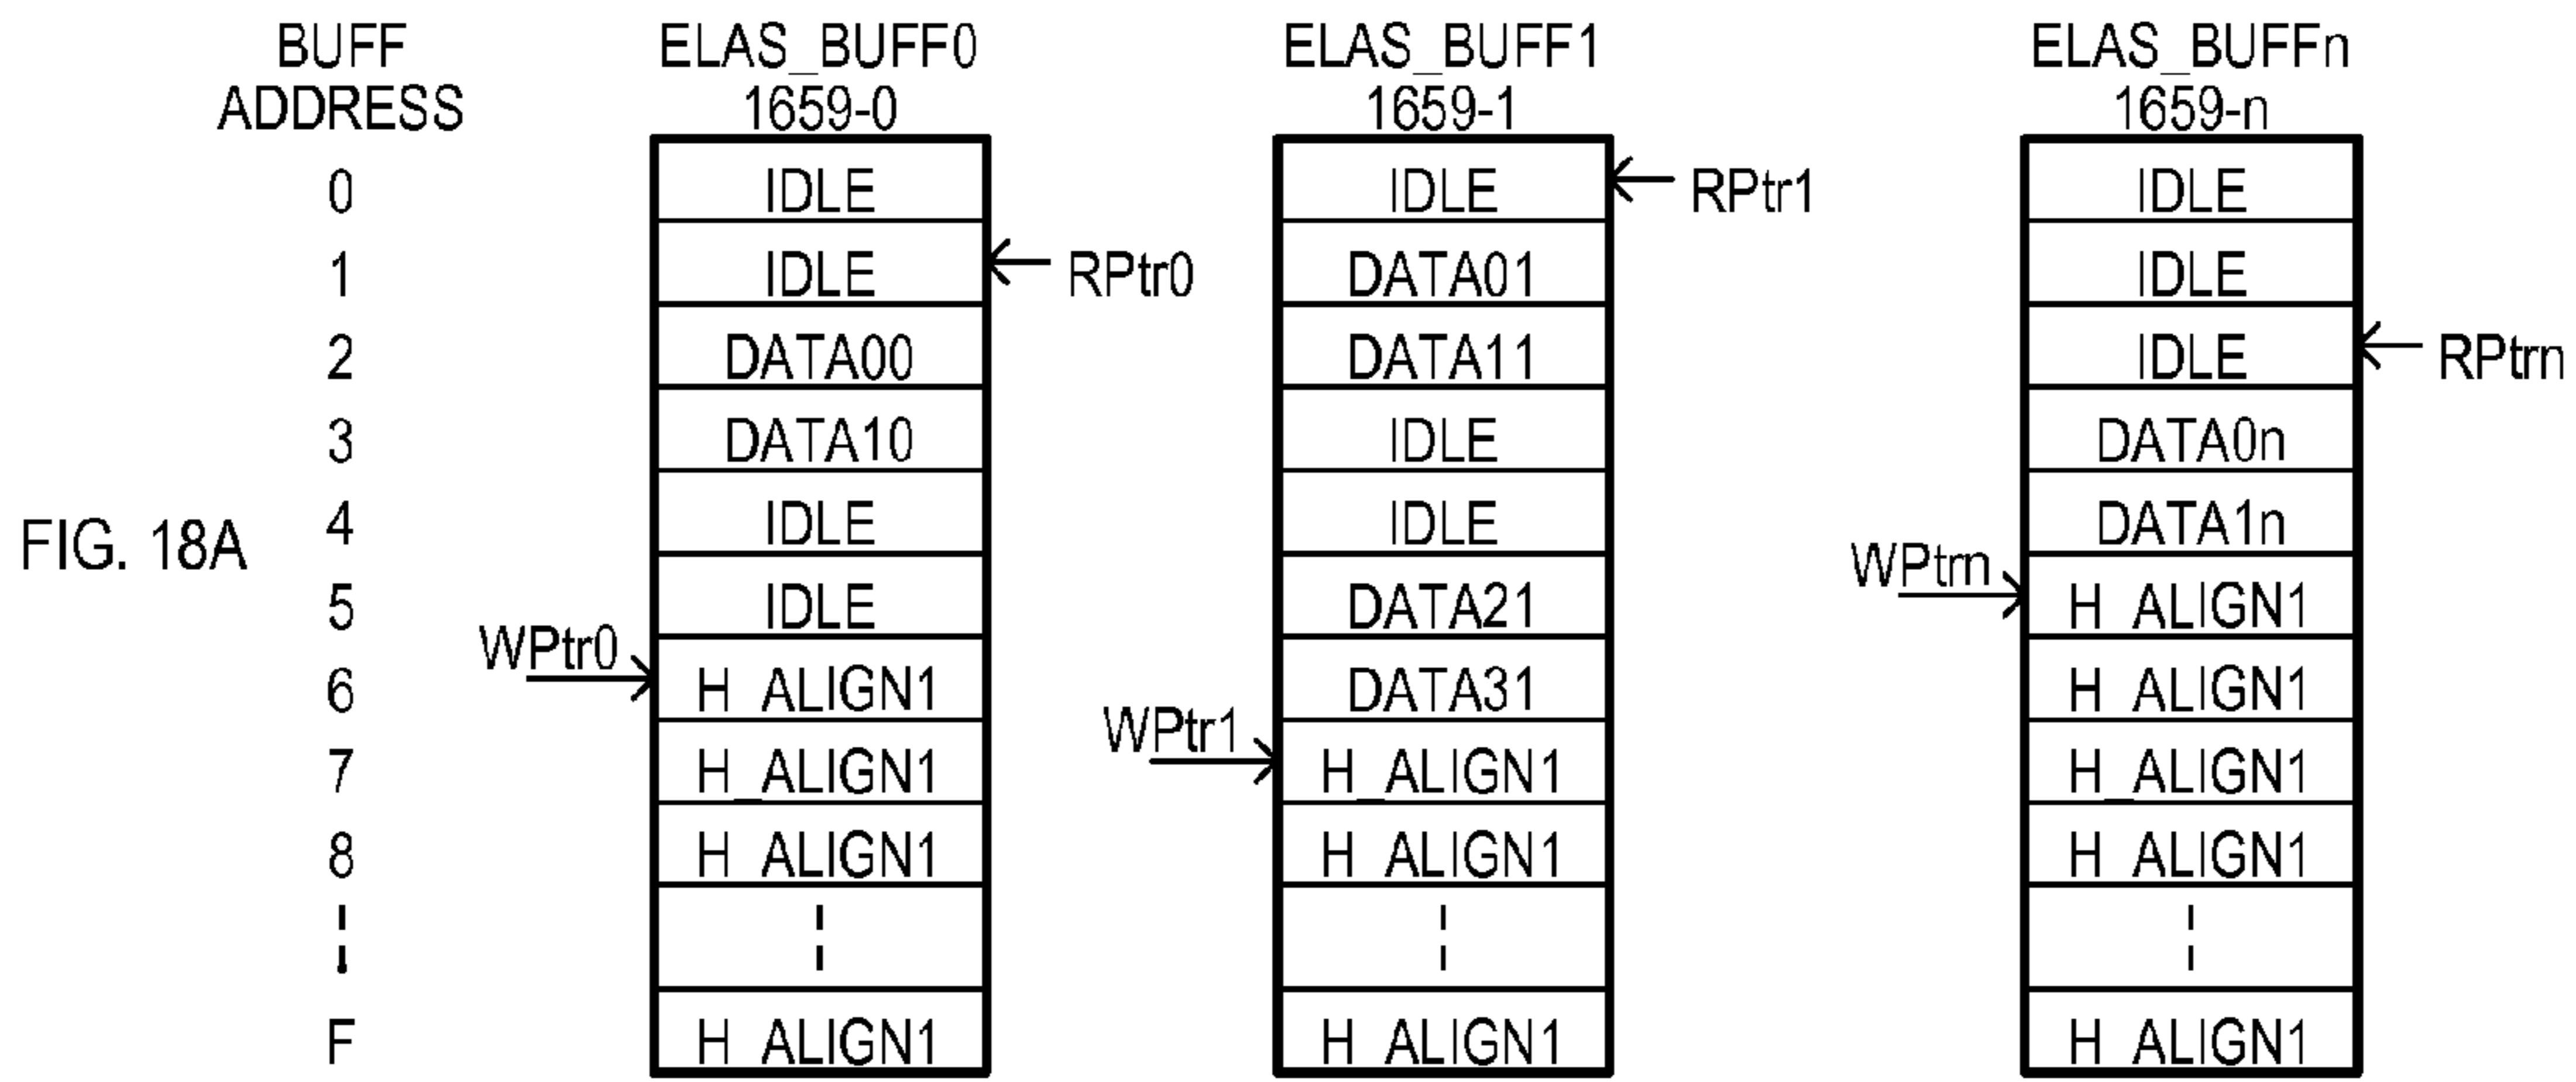 BUFF ADDRESS ELAS_BUFF0 1659-0 ELAS_BUFF1 1659-1 ELAS_BUFFn 1659-n
0 IDLE IDLE RPtr1 IDLE
1 IDLE RPtr0 DATA01 IDLE
2 DATA00 DATA11 IDLE RPtrn
3 DATA10 IDLE DATA0n
FIG. 18A 4 IDLE IDLE DATA1n
5 IDLE DATA21 WPtrn H_ALIGN1
WPtr0 6 H_ALIGN1 DATA31 H_ALIGN1
7 H_ALIGN1 WPtr1 H_ALIGN1 H_ALIGN1
8 H_ALIGN1 H_ALIGN1 H_ALIGN1
F H_ALIGN1 H_ALIGN1 H_ALIGN1